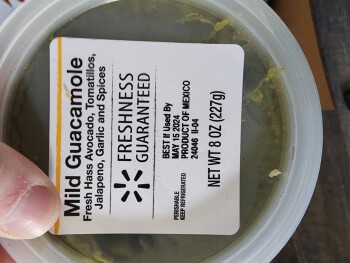 Mild Guacamole
Fresh Hass Avocado, Tomatillos,
Jalapeno, Garlic and Spices
FRESHNESS
GUARANTEED
BEST If Used By
MAY 15 2024
PRODUCT OF MEXICO
24046 II-04
PERISHABLE
KEEP REFRIGERATED
NET WT 8 OZ (227g)